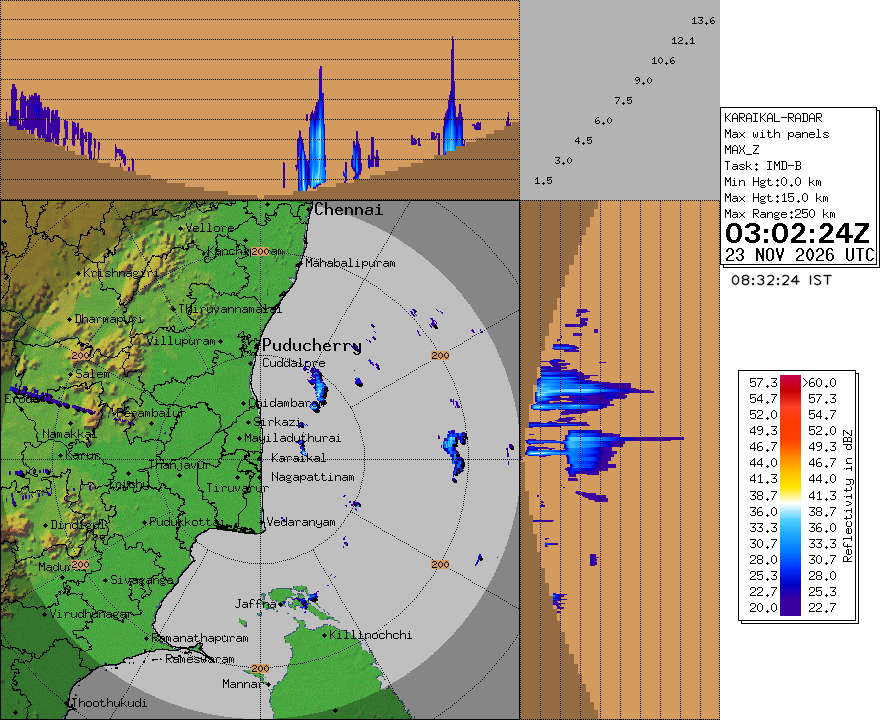 13.6
12.1
10.6
9.0
7.5
6.0
4.5
3.0
1.5
KARAIKAL-RADAR
Max with panels
MAX_Z
Task: IMD-B
Min Hgt:0.0 km
Max Hgt:15.0 km
Max Range:250 km
03:02:24Z
23 NOV 2026 UTC
08:32:24 IST
Chennai
Vellore
200
Mahabalipuram
Krishnagiri
Thiruvannamalai
Dharmapuri
Villupuram
Puducherry
200
200
Cuddalore
Salem
Chidambaram
Perambalur
Sirkazi
Namakkal
Mayiladuthurai
Karur
Karaikal
Thanjavur
Nagapattinam
Tiruvarur
Dindigul
Pudukkottai
Vedaranyam
200
200
Sivaganga
Jaffna
Virudhunagar
Ramanathapuram
Killinochchi
Rameswaram
200
Mannar
Thoothukudi
57.3 >60.0
54.7 57.3
52.0 54.7
49.3 52.0
46.7 49.3
44.0 46.7
41.3 44.0
38.7 41.3
36.0 38.7
33.3 36.0
30.7 33.3
28.0 30.7
25.3 28.0
22.7 25.3
20.0 22.7
Reflectivity in dBZ